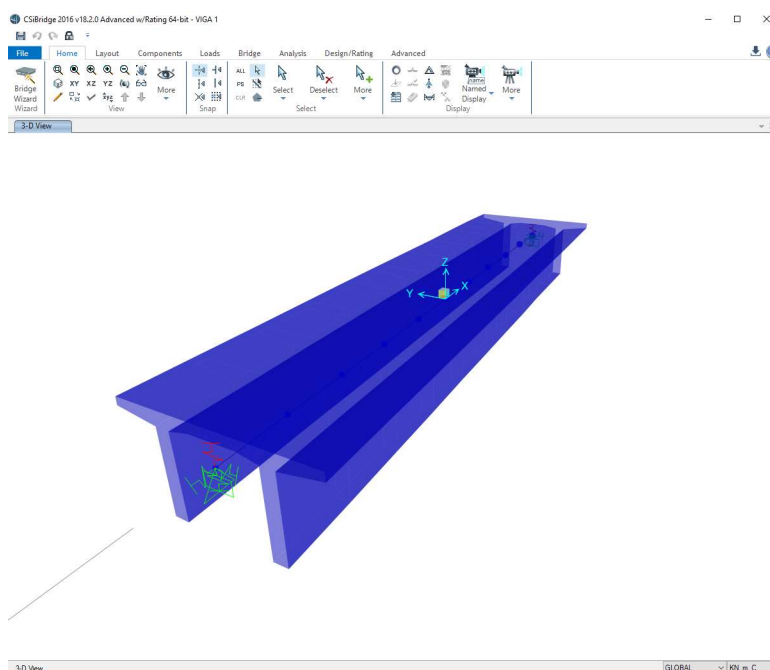 CSiBridge 2016 v18.2.0 Advanced w/Rating 64-bit - VIGA 1
File Home Layout Components Loads Bridge Analysis Design/Rating Advanced
Bridge Wizard
XY XZ YZ
More
ALL
PS
CLR
Select
Deselect
More
name
Named Display
More
Wizard View Snap Select Display
3-D View
Z
Y
X
3-D View
GLOBAL
KN, m, C